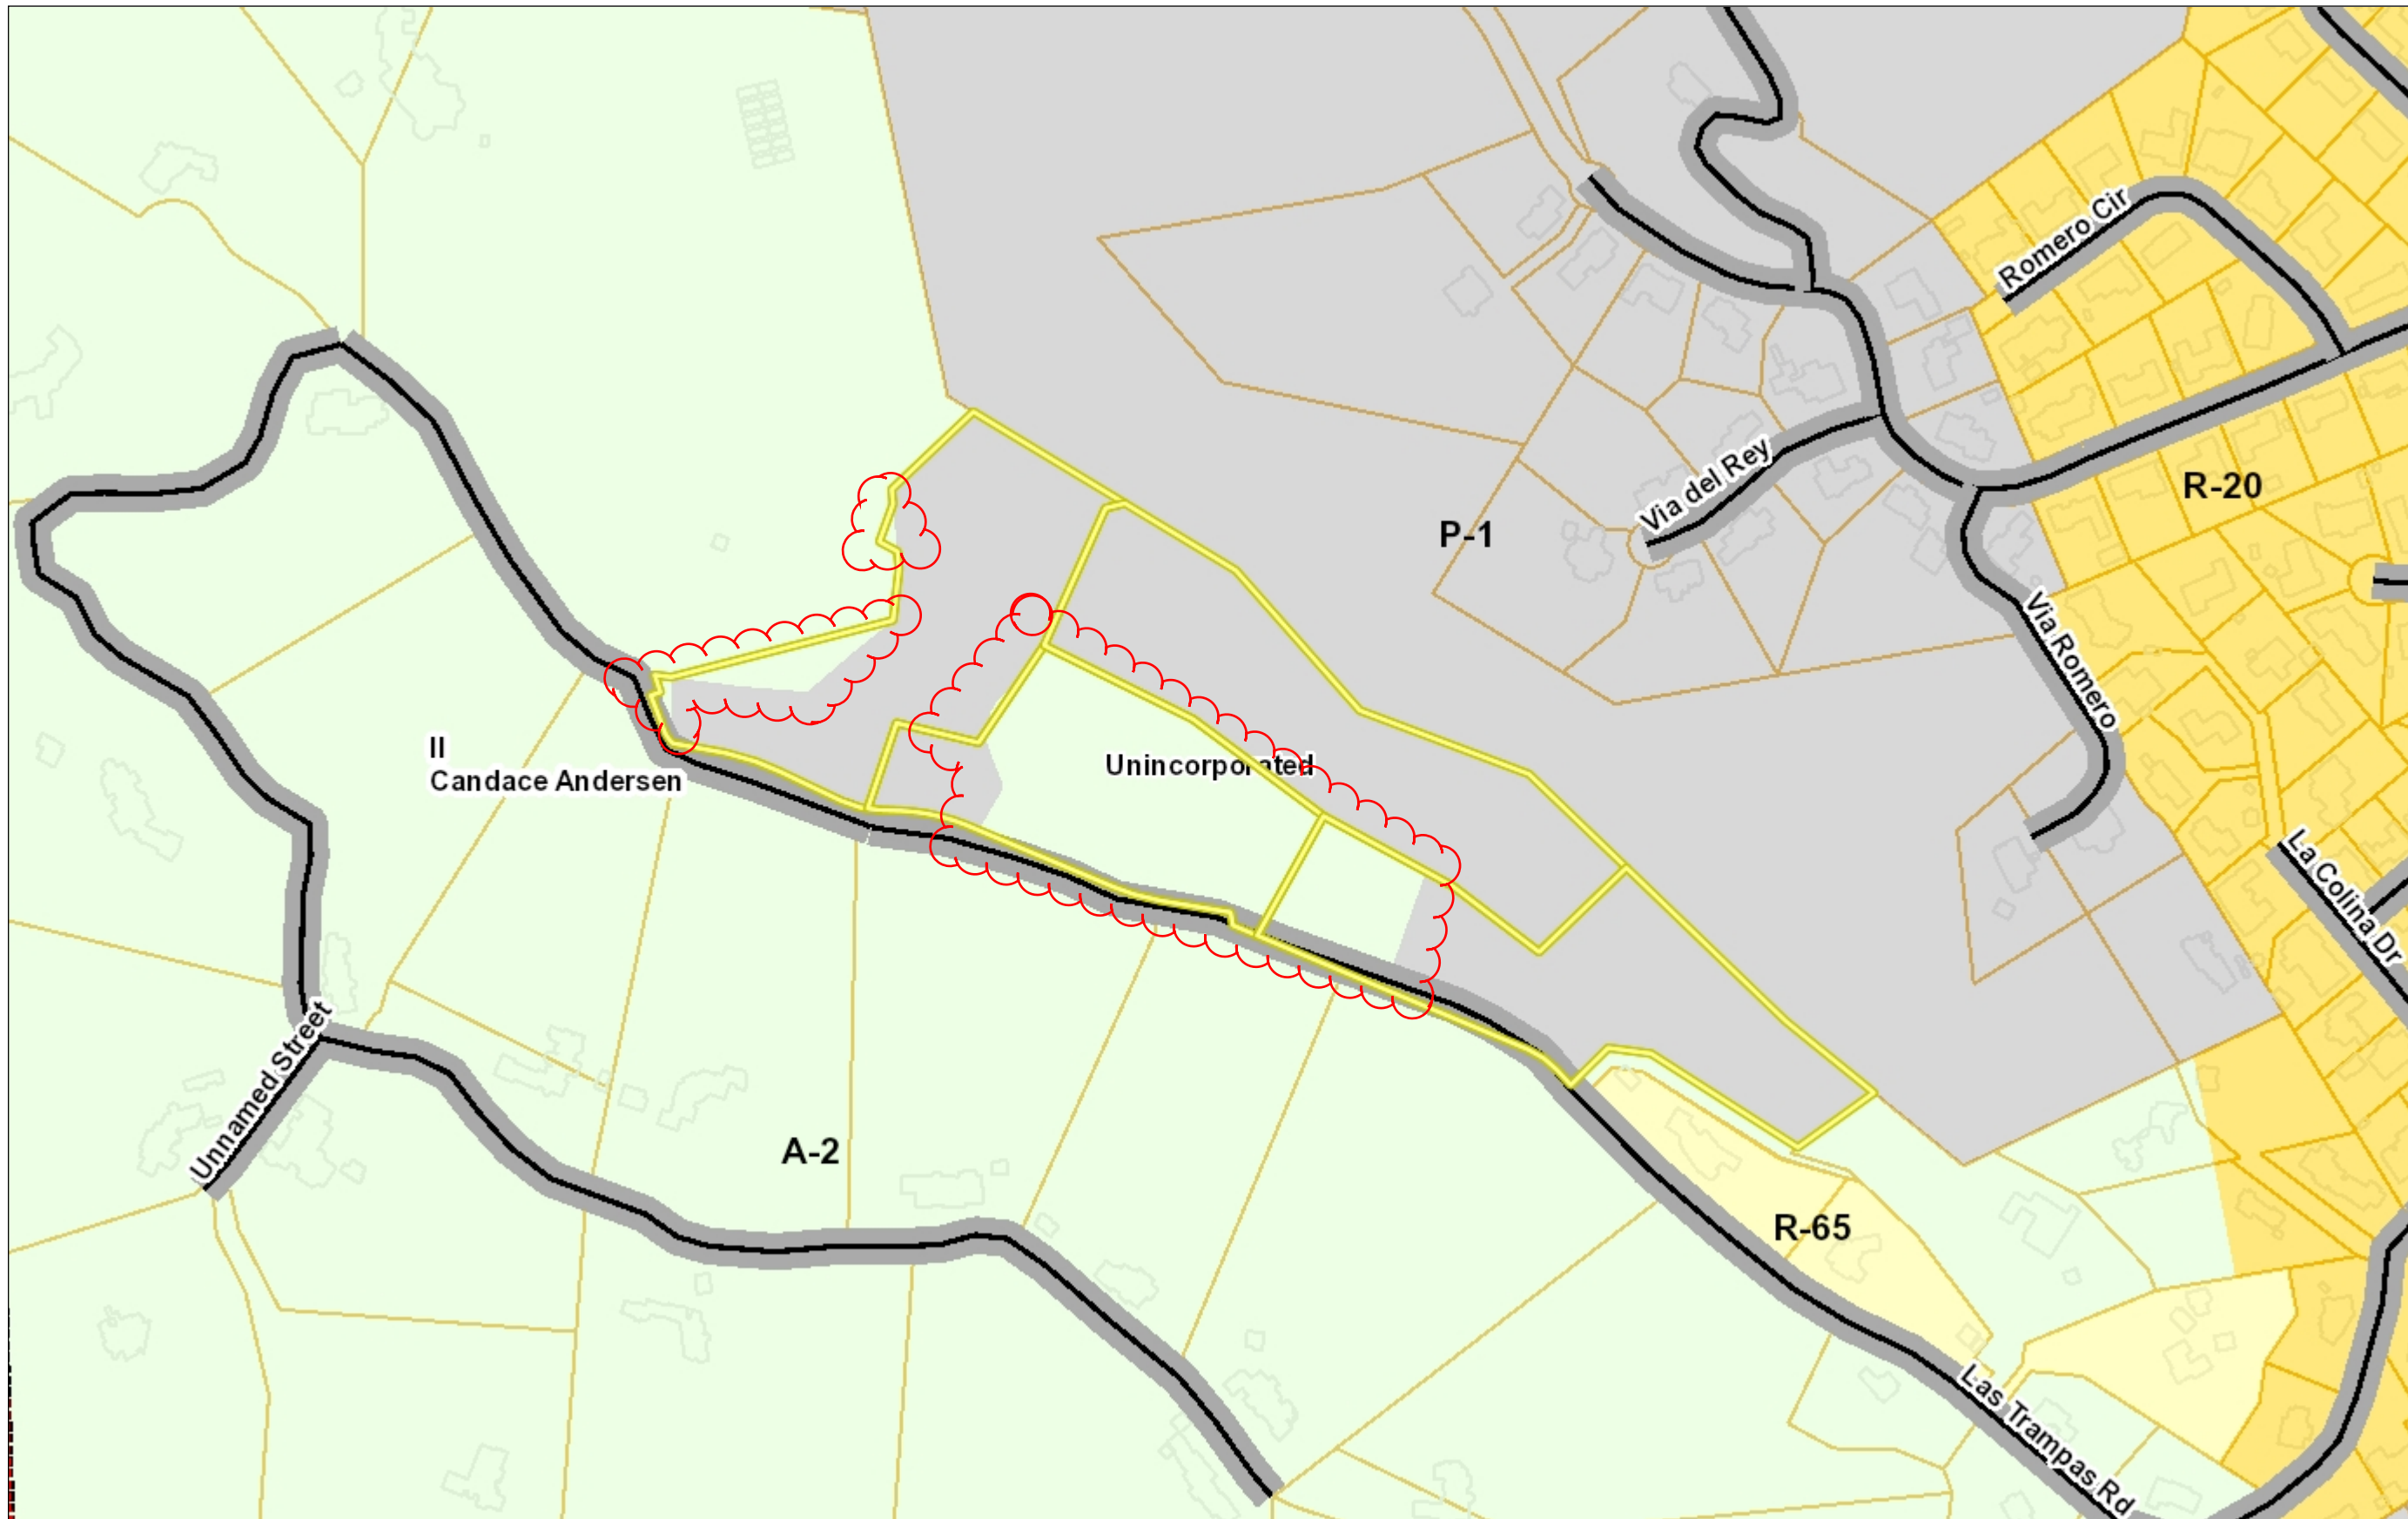 Romero Cir
R-20
Via del Rey
P-1
Via Romero
II
Candace Andersen
Unincorporated
La Colina Dr
Unnamed Street
A-2
R-65
Las Trampas Rd